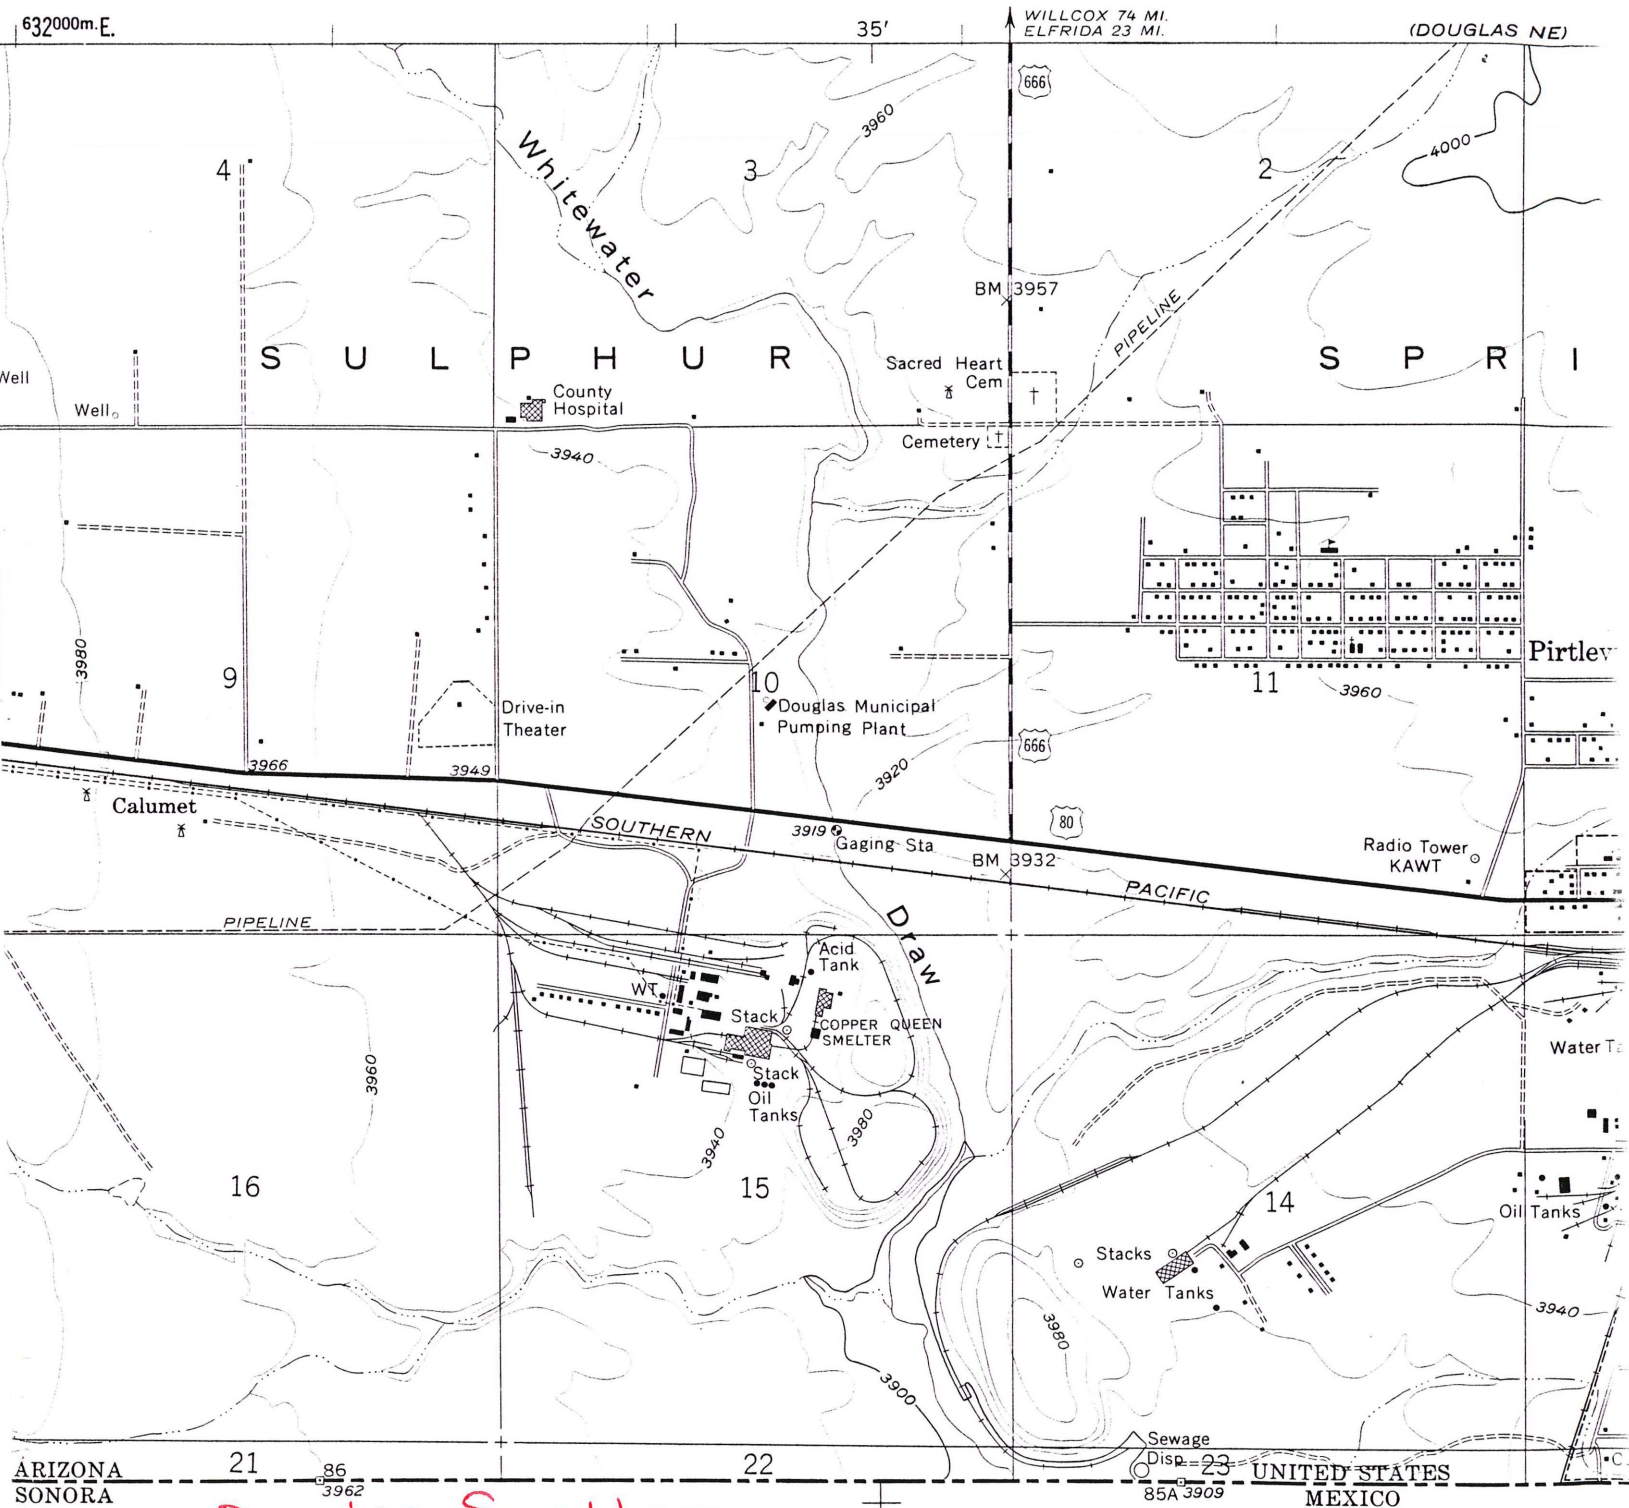 632000m.E.
35'
WILLCOX 74 MI.
ELFRIDA 23 MI.
(DOUGLAS NE)
666
3960
4000
4
3
2
Whitewater
BM 3957
PIPELINE
SULPHUR SPRI
Well
Well
County
Hospital
Sacred Heart
Cem
Cemetery
3940
3980
9
10
11
Pirtlev
3960
Drive-in
Theater
Douglas Municipal
Pumping Plant
666
3920
3966
3949
Calumet
SOUTHERN
3919
Gaging Sta
80
BM 3932
PACIFIC
Radio Tower
KAWT
PIPELINE
Draw
Acid
Tank
WT
Stack
COPPER QUEEN
SMELTER
Stack
Oil
Tanks
3960
3940
3980
Water
16
15
14
Oil Tanks
Stacks
Water Tanks
3980
3940
3900
Sewage
Disp
21
22
23
ARIZONA
SONORA
86
3962
85A 3909
UNITED STATES
MEXICO